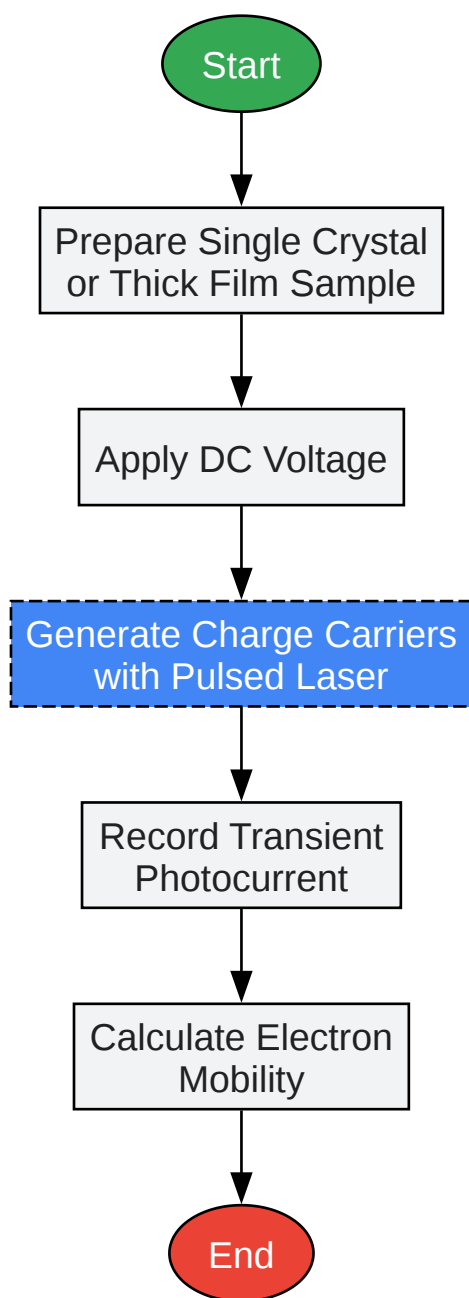 Start
Prepare Single Crystal
or Thick Film Sample
Apply DC Voltage
Generate Charge Carriers
with Pulsed Laser
Record Transient
Photocurrent
Calculate Electron
Mobility
End